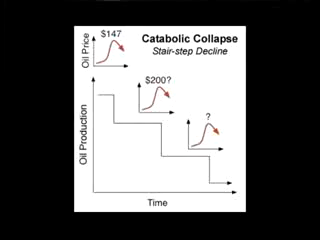 Catabolic Collapse
Stair-step Decline
$147
Oil Price
$200?
?
Oil Production
Time